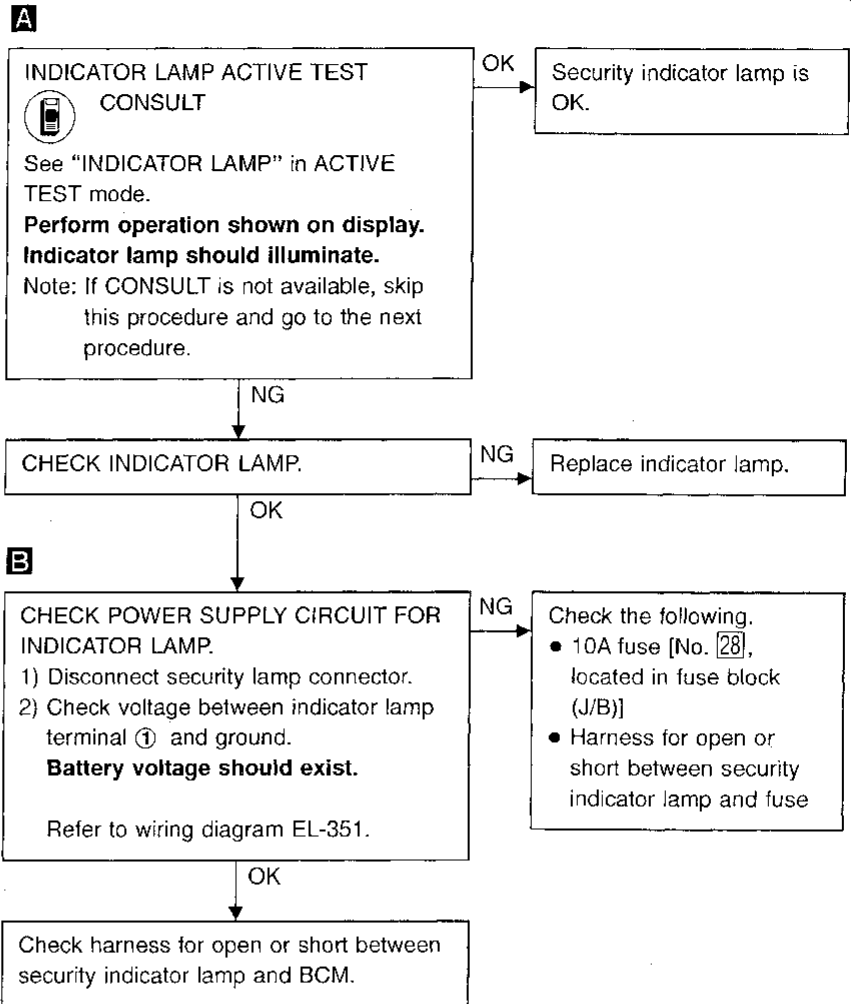 A
INDICATOR LAMP ACTIVE TEST
CONSULT
See “INDICATOR LAMP” in ACTIVE
TEST mode.
Perform operation shown on display.
Indicator lamp should illuminate.
Note: If CONSULT is not available, skip
this procedure and go to the next
procedure.
OK
Security indicator lamp is
OK.
NG
CHECK INDICATOR LAMP.
NG
Replace indicator lamp.
OK
B
CHECK POWER SUPPLY CIRCUIT FOR
INDICATOR LAMP.
1) Disconnect security lamp connector.
2) Check voltage between indicator lamp
terminal ① and ground.
Battery voltage should exist.
Refer to wiring diagram EL-351.
NG
Check the following.
● 10A fuse [No. 28,
located in fuse block
(J/B)]
● Harness for open or
short between security
indicator lamp and fuse
OK
Check harness for open or short between
security indicator lamp and BCM.